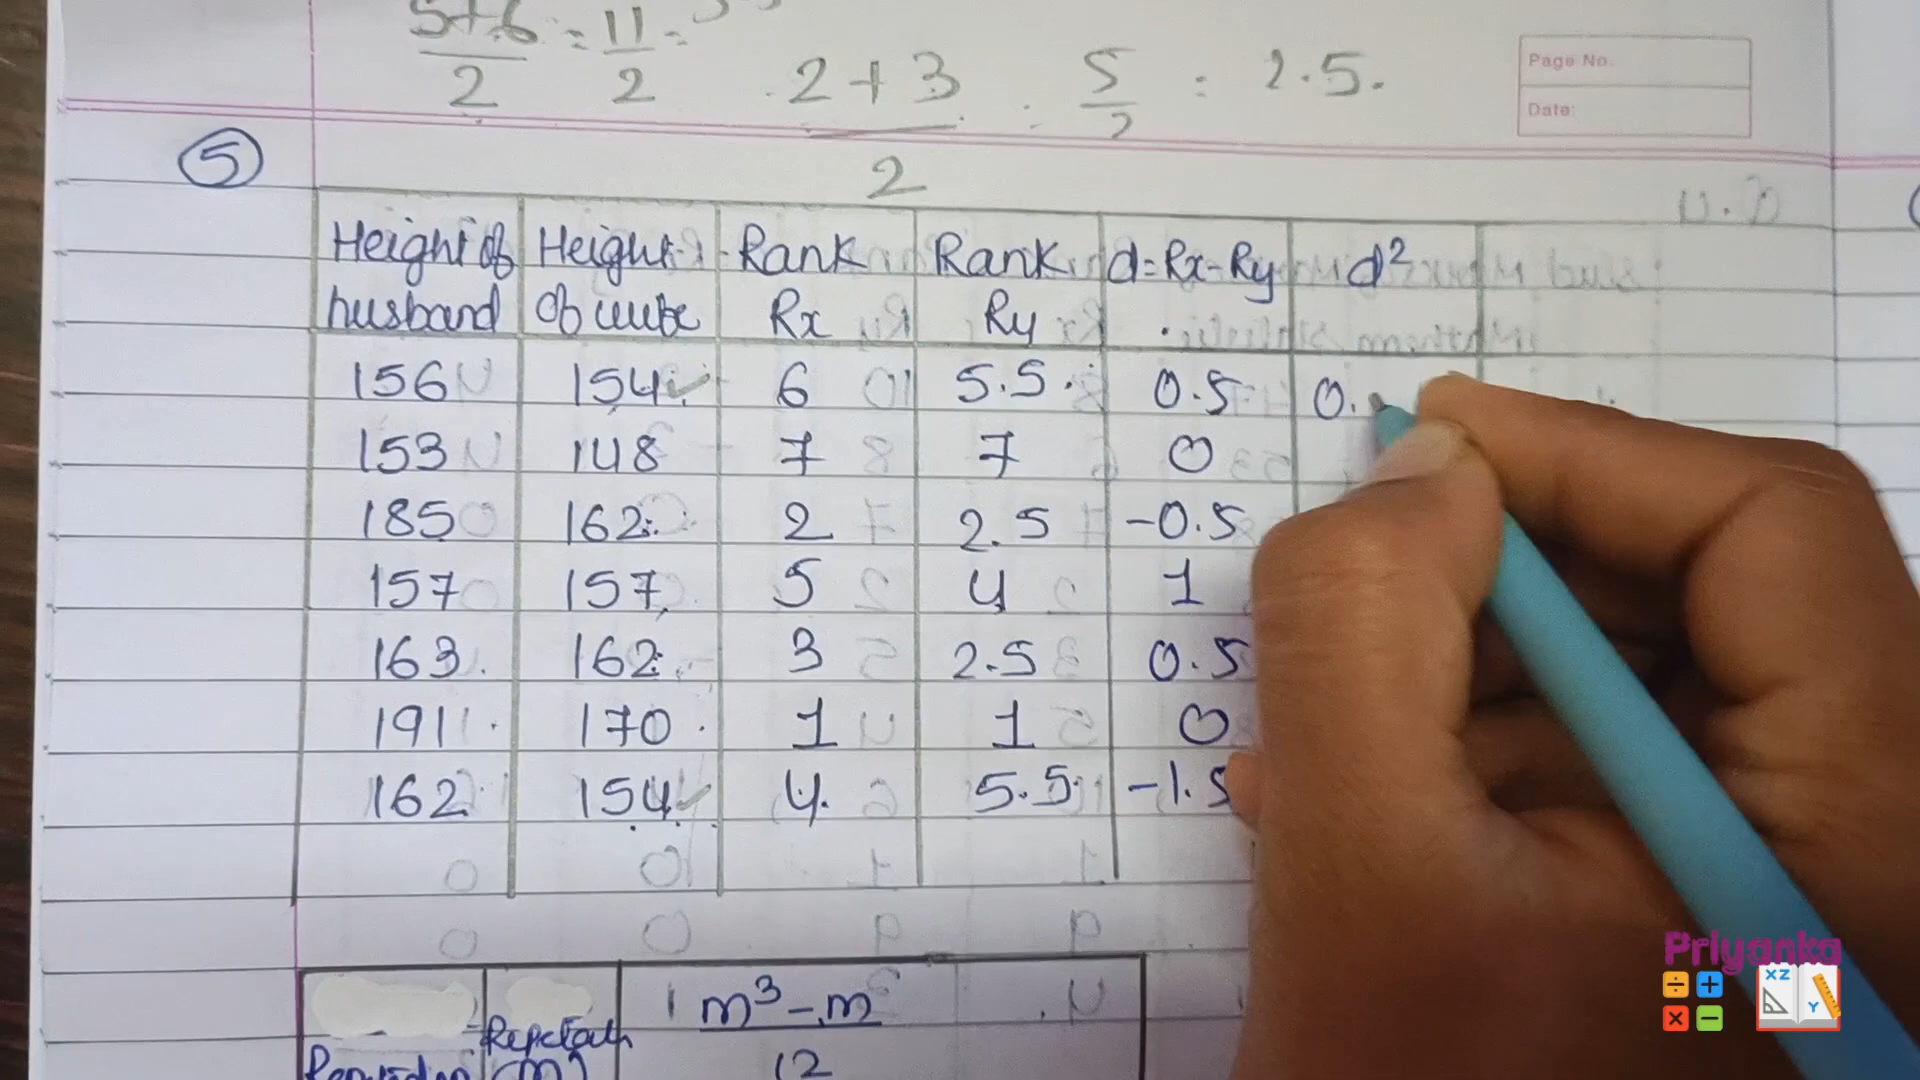 5+6 = 11 =
2 2
2+3 : 5 = 2.5.
2 2
Page No.
Date:
5
Height of husband Height of wife Rank Rx Rank Ry d=Rx-Ry d²
156 154 6 5.5 0.5 0.
153 148 7 7 0
185 162 2 2.5 -0.5
157 157 5 4 1
163 162 3 2.5 0.5
191 170 1 1 0
162 154 4 5.5 -1.5
m³-m
12
(m)
Priyanka
XZ
Y